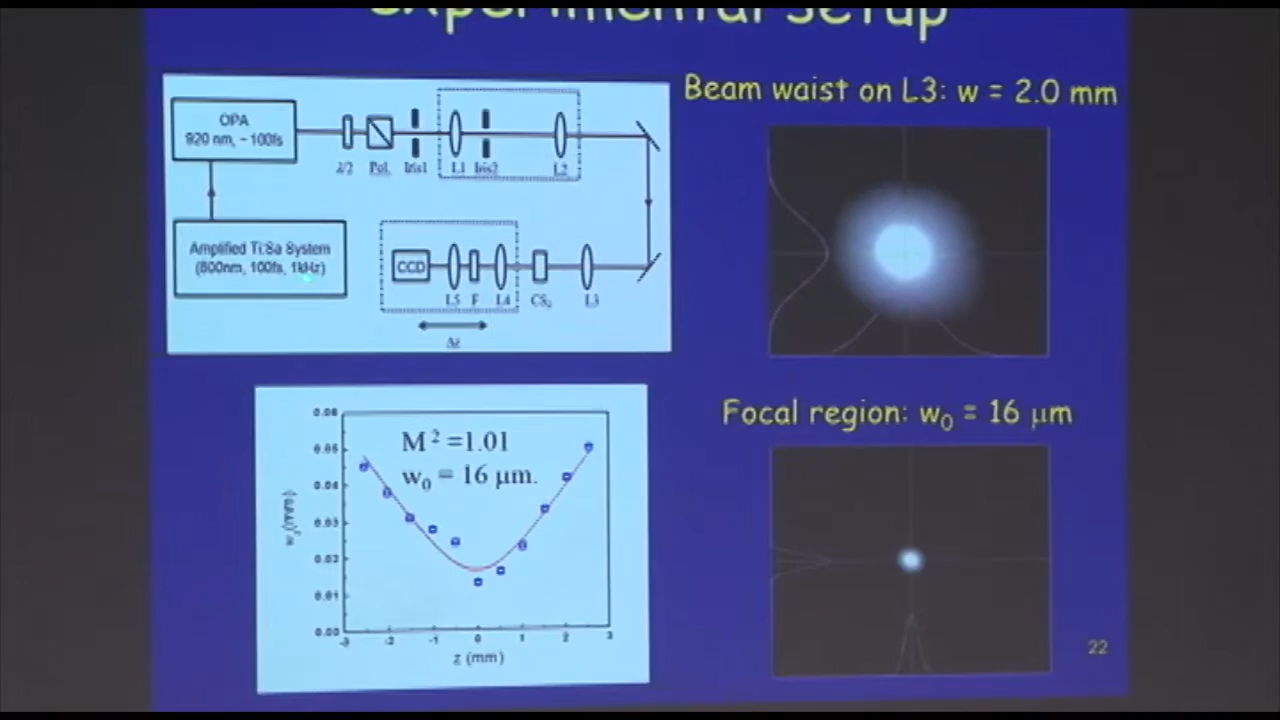 experimental setup
OPA
920 nm, ~ 100fs
λ/2
Pol.
Iris1
L1
Iris2
L2
Amplified Ti:Sa System
(800nm, 100fs, 1kHz)
CCD
L5
F
L4
CS₂
L3
Δz
Beam waist on L3: w = 2.0 mm
Focal region: w₀ = 16 μm
M² =1.01
w₀ = 16 μm.
0.06
0.05
0.04
0.03
0.02
0.01
0.00
-3
-2
-1
0
1
2
3
z (mm)
22